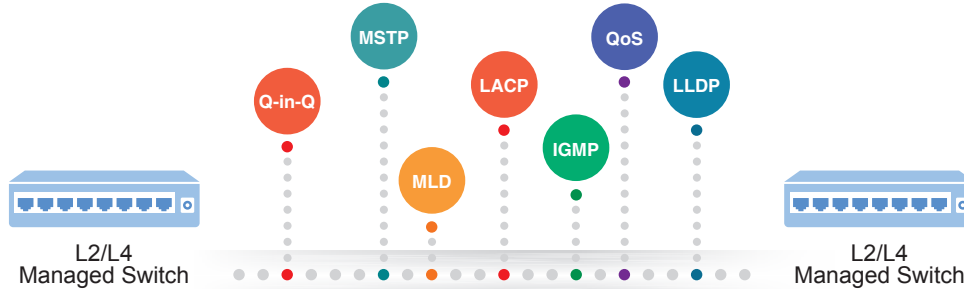 MSTP
QoS
Q-in-Q
LACP
LLDP
IGMP
MLD
L2/L4
Managed Switch
L2/L4
Managed Switch